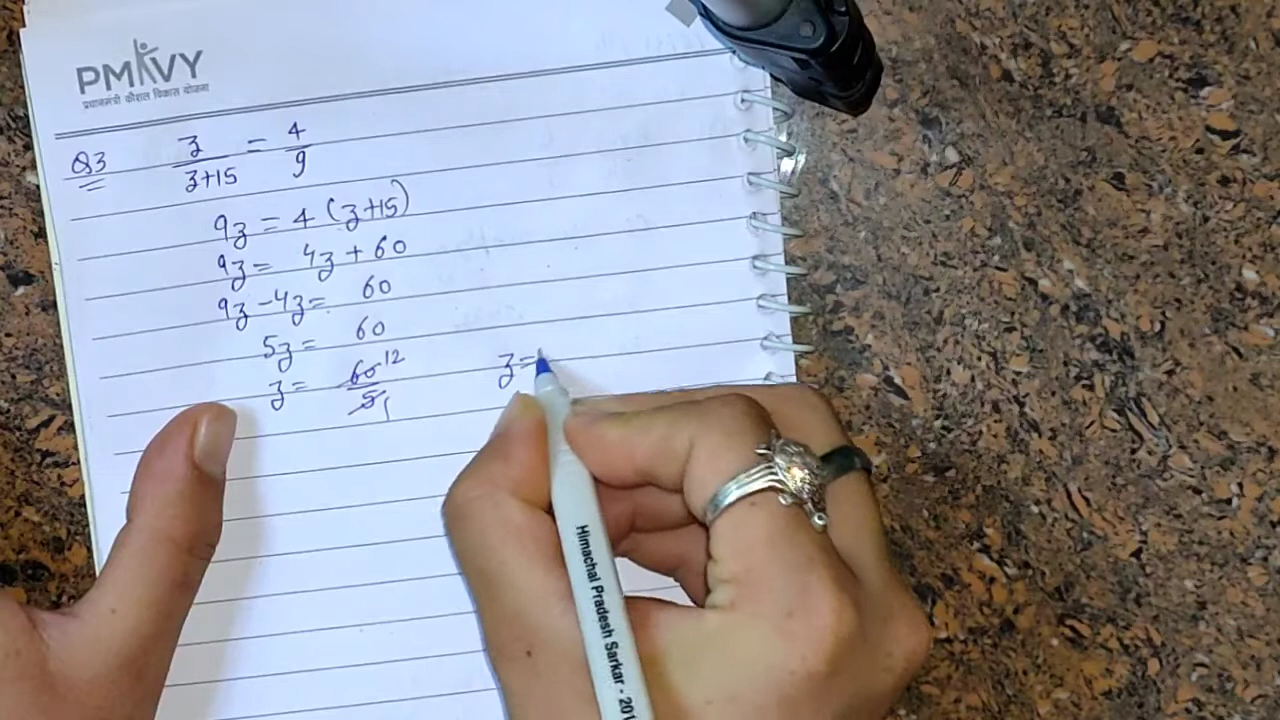 PMKVY
प्रधानमंत्री कौशल विकास योजना
Q3 z/(z+15) = 4/9
9z = 4 (z+15)
9z = 4z + 60
9z - 4z = 60
5z = 60
z = 60/5 12 1
z =
Himachal Pradesh Sarkar - 201